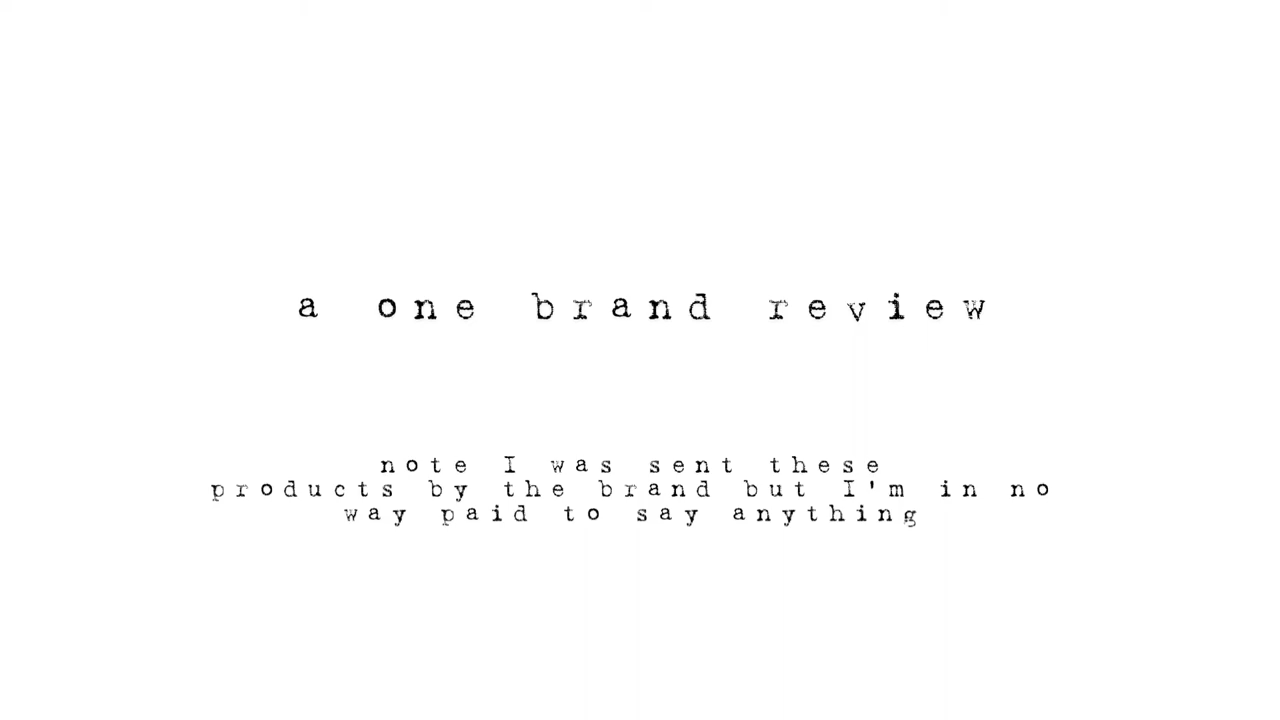 a one brand review
note I was sent these
products by the brand but I'm in no
way paid to say anything